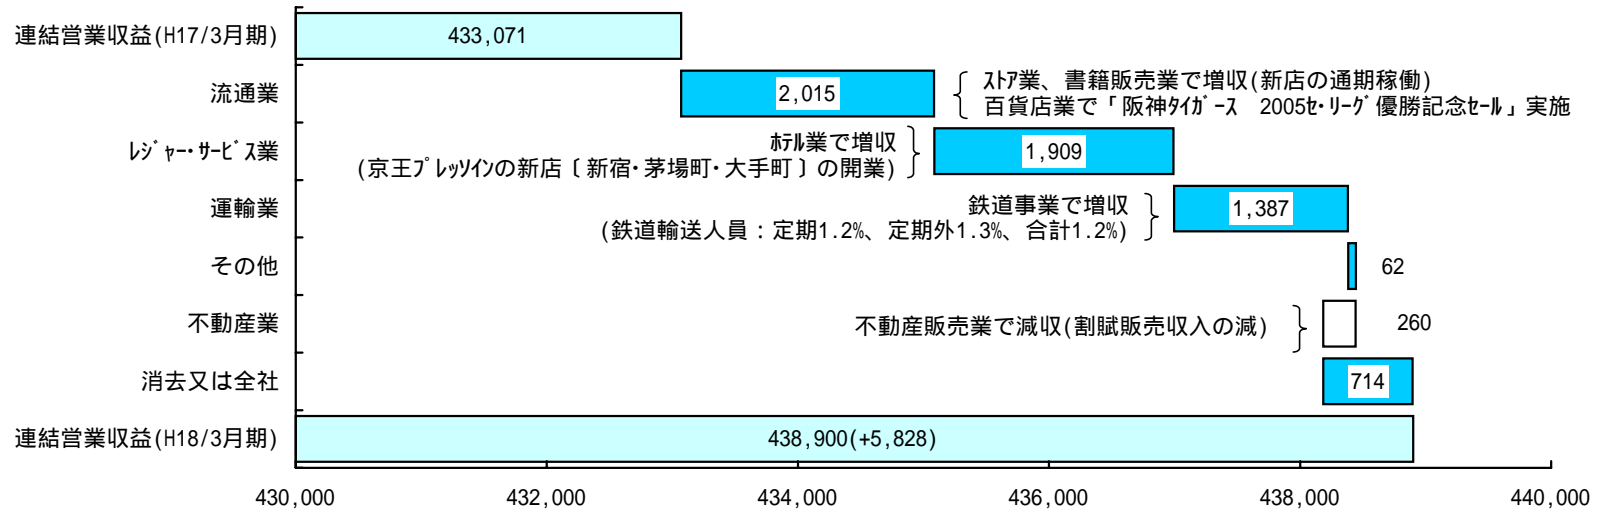 連結営業収益(H17/3月期)
433,071
流通業
2,015
ｽﾄｱ業、書籍販売業で増収(新店の通期稼働)
百貨店業で「阪神ﾀｲｶﾞｰｽ　2005ｾ・ﾘｰｸﾞ優勝記念ｾｰﾙ」実施
ﾚｼﾞｬｰ・ｻｰﾋﾞｽ業
ﾎﾃﾙ業で増収
(京王ﾌﾟﾚｯｿｲﾝの新店〔新宿・茅場町・大手町〕の開業)
1,909
運輸業
鉄道事業で増収
(鉄道輸送人員：定期1.2%、定期外1.3%、合計1.2%)
1,387
その他
62
不動産業
不動産販売業で減収(割賦販売収入の減)
260
消去又は全社
714
連結営業収益(H18/3月期)
438,900(+5,828)
430,000 432,000 434,000 436,000 438,000 440,000